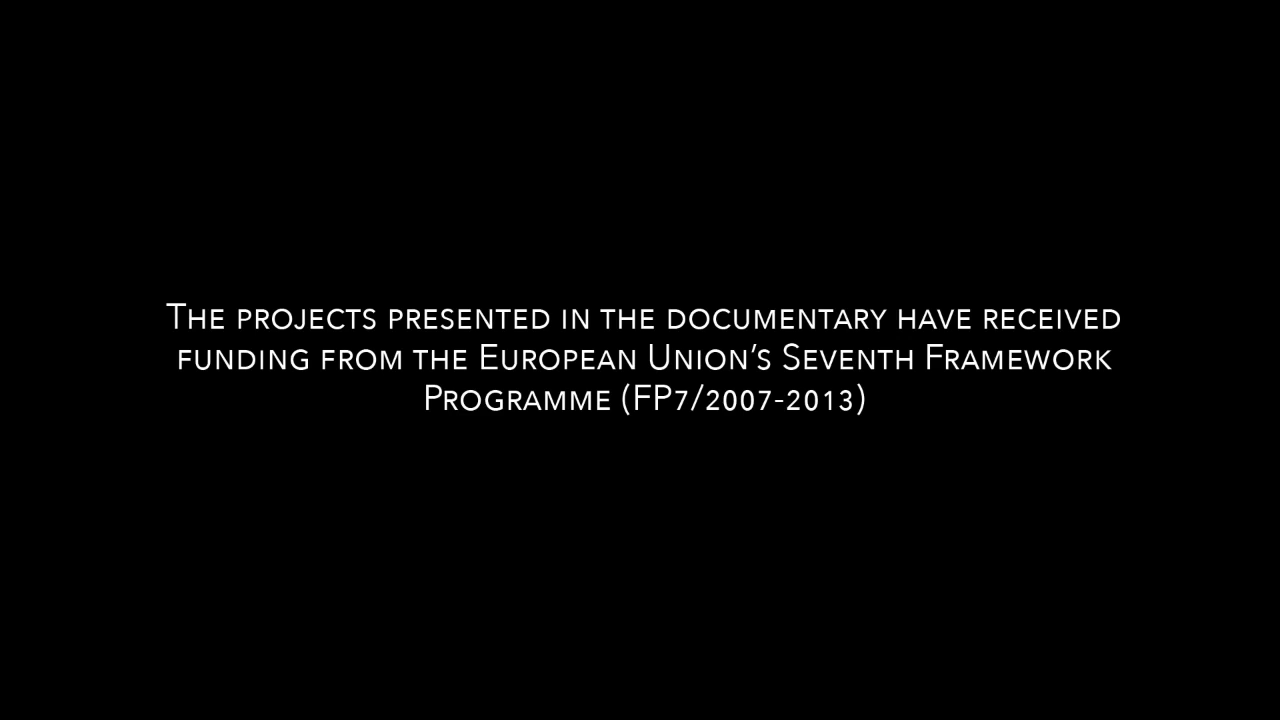 The projects presented in the documentary have received
funding from the European Union’s Seventh Framework
Programme (FP7/2007-2013)